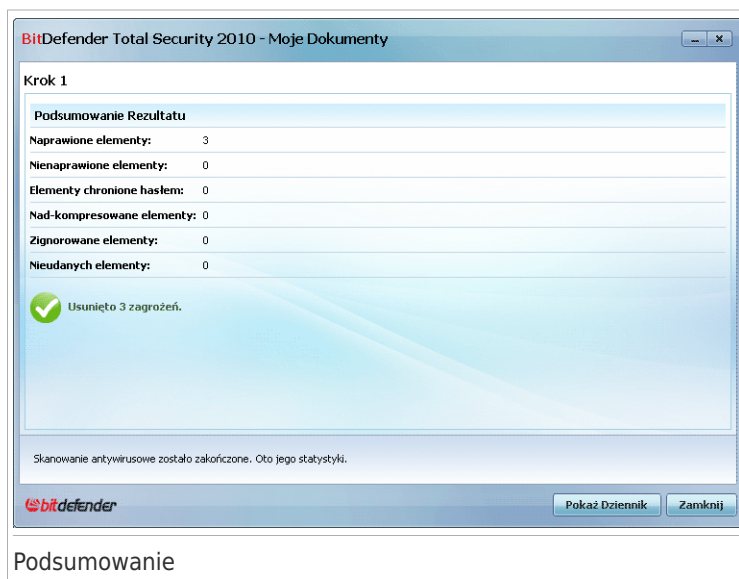 BitDefender Total Security 2010 - Moje Dokumenty
Krok 1
Podsumowanie Rezultatu
Naprawione elementy: 3
Nienaprawione elementy: 0
Elementy chronione hasłem: 0
Nad-kompresowane elementy: 0
Zignorowane elementy: 0
Nieudanych elementy: 0
Usunięto 3 zagrożeń.
Skanowanie antywirusowe zostało zakończone. Oto jego statystyki.
bitdefender
Pokaż Dziennik Zamknij
Podsumowanie